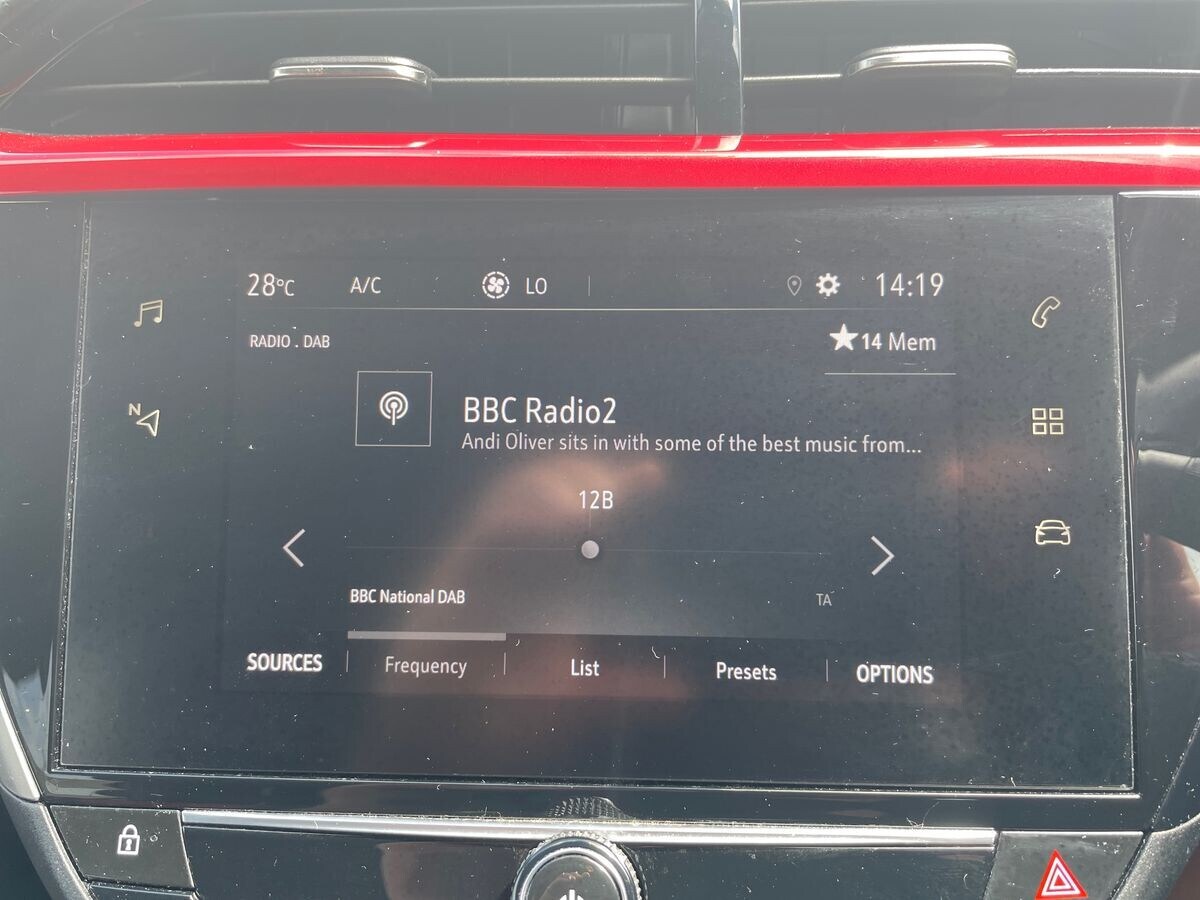 28°C A/C LO 14:19
RADIO . DAB ★14 Mem
N
BBC Radio2
Andi Oliver sits in with some of the best music from...
12B
BBC National DAB TA
SOURCES Frequency List Presets OPTIONS